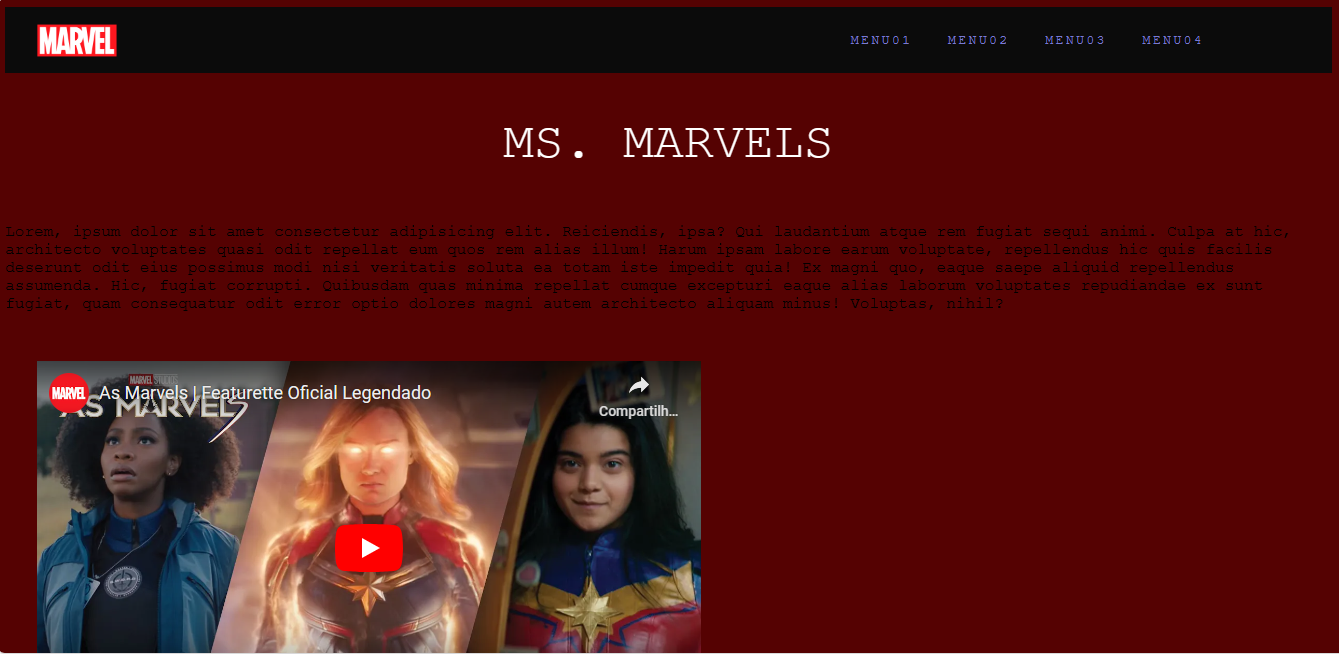 MARVEL
MENU01 MENU02 MENU03 MENU04
MS. MARVELS
Lorem, ipsum dolor sit amet consectetur adipisicing elit. Reiciendis, ipsa? Qui laudantium atque rem fugiat sequi animi. Culpa at hic,
architecto voluptates quasi odit repellat eum quos rem alias illum! Harum ipsam labore earum voluptate, repellendus hic quis facilis
deserunt odit eius possimus modi nisi veritatis soluta ea totam iste impedit quia! Ex magni quo, eaque saepe aliquid repellendus
assumenda. Hic, fugiat corrupti. Quibusdam quas minima repellat cumque excepturi eaque alias laborum voluptates repudiandae ex sunt
fugiat, quam consequatur odit error optio dolores magni autem architecto aliquam minus! Voluptas, nihil?
MARVEL STUDIOS
MARVEL As Marvels | Featurette Oficial Legendado
AS MARVELS
Compartilh...